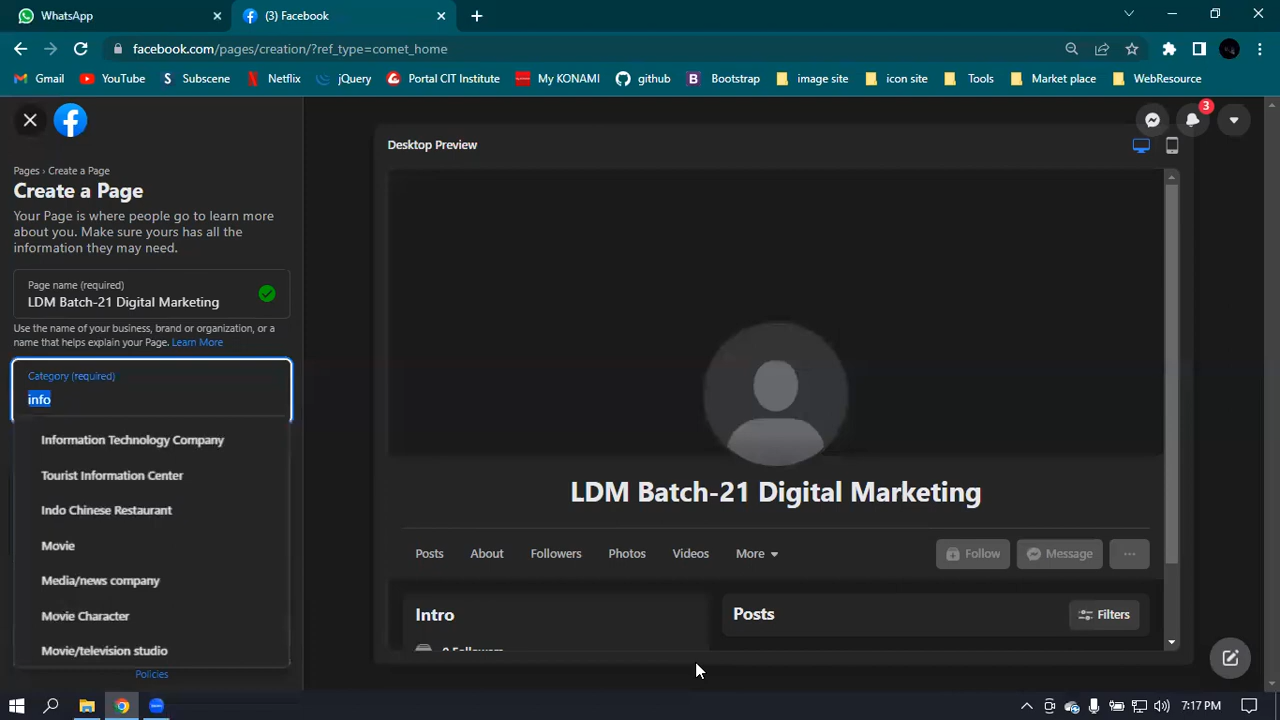 WhatsApp
(3) Facebook
facebook.com/pages/creation/?ref_type=comet_home
Gmail
YouTube
Subscene
Netflix
jQuery
Portal CIT Institute
My KONAMI
github
Bootstrap
image site
icon site
Tools
Market place
WebResource
3
Pages › Create a Page
Create a Page
Your Page is where people go to learn more
about you. Make sure yours has all the
information they may need.
Page name (required)
LDM Batch-21 Digital Marketing
Use the name of your business, brand or organization, or a
name that helps explain your Page. Learn More
Category (required)
info
Information Technology Company
Tourist Information Center
Indo Chinese Restaurant
Movie
Media/news company
Movie Character
Movie/television studio
Policies
Desktop Preview
LDM Batch-21 Digital Marketing
Posts
About
Followers
Photos
Videos
More
Follow
Message
Intro
0 Followers
Posts
Filters
7:17 PM